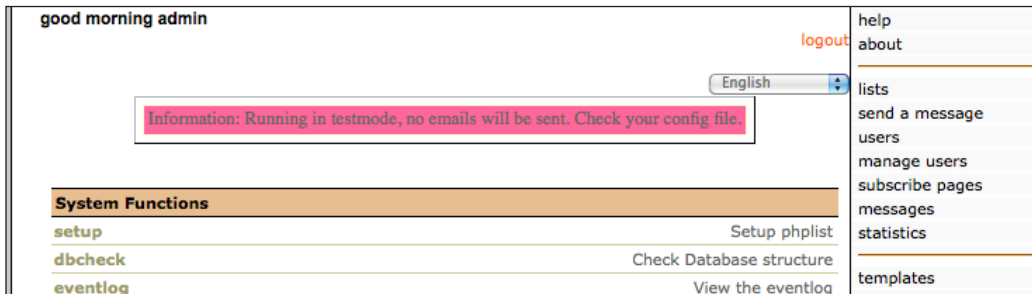 good morning admin
logout
English
Information: Running in testmode, no emails will be sent. Check your config file.
System Functions
setup Setup phplist
dbcheck Check Database structure
eventlog View the eventlog
help
about
lists
send a message
users
manage users
subscribe pages
messages
statistics
templates